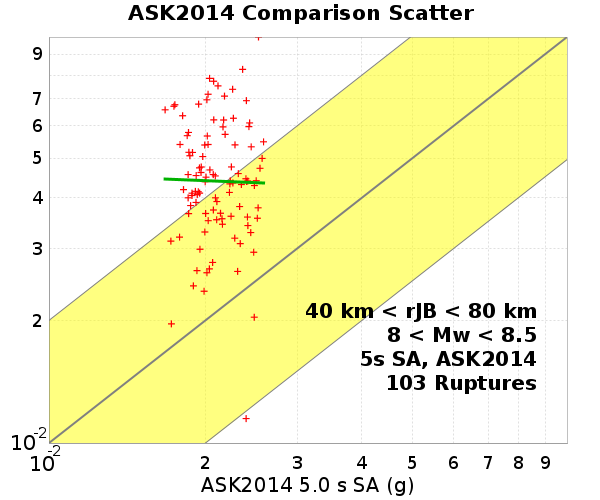 ASK2014 Comparison Scatter
9
7
6
5
4
3
2
10-2
40 km < rJB < 80 km
8 < Mw < 8.5
5s SA, ASK2014
103 Ruptures
10-2 2 3 4 5 6 7 8 9
ASK2014 5.0 s SA (g)